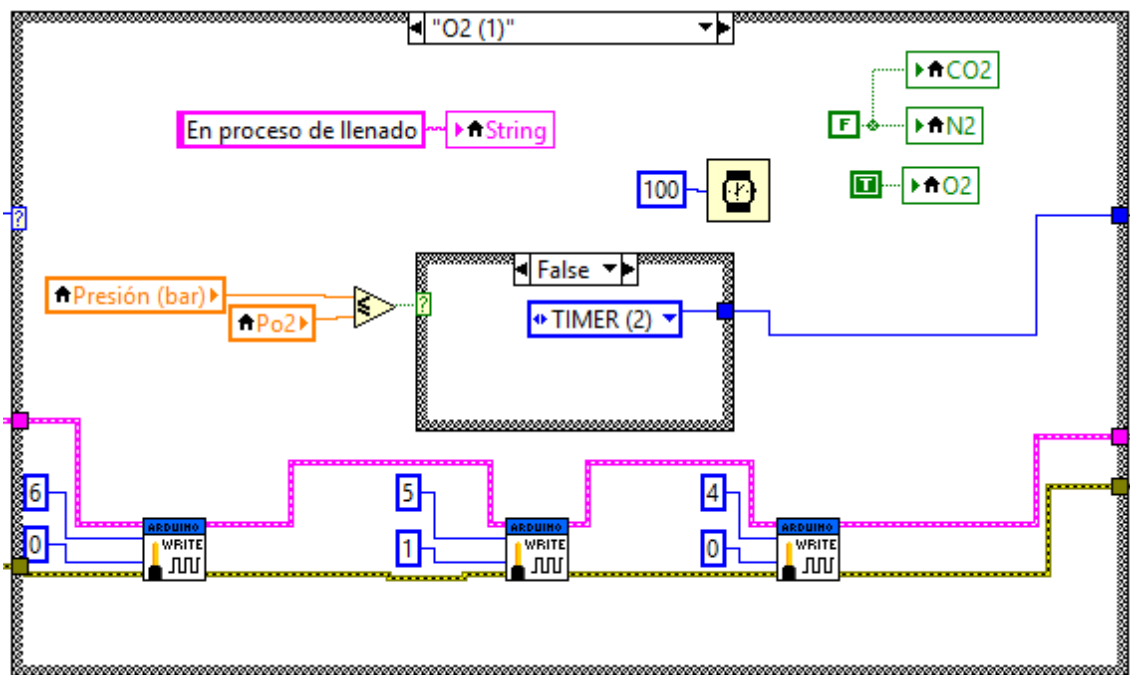 "O2 (1)"
CO2
En proceso de llenado
String
F
N2
100
T
O2
?
False
Presión (bar)
?
TIMER (2)
≤
Po2
6
5
4
ARDUINO
ARDUINO
ARDUINO
0
WRITE
1
WRITE
0
WRITE